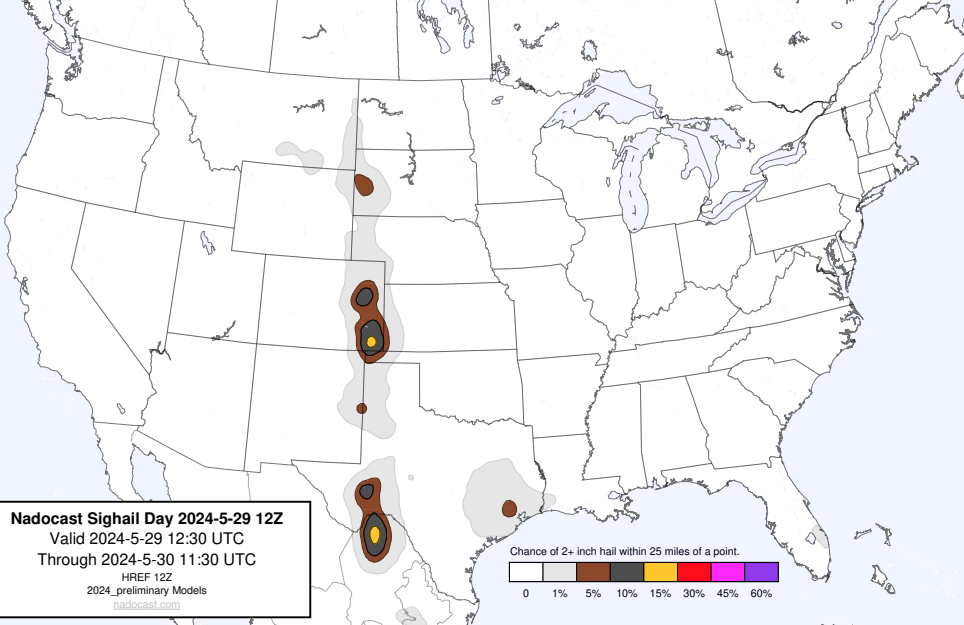 Nadocast Sighail Day 2024-5-29 12Z
Valid 2024-5-29 12:30 UTC
Through 2024-5-30 11:30 UTC
HREF 12Z
2024_preliminary Models
nadocast.com
Chance of 2+ inch hail within 25 miles of a point.
0 1% 5% 10% 15% 30% 45% 60%